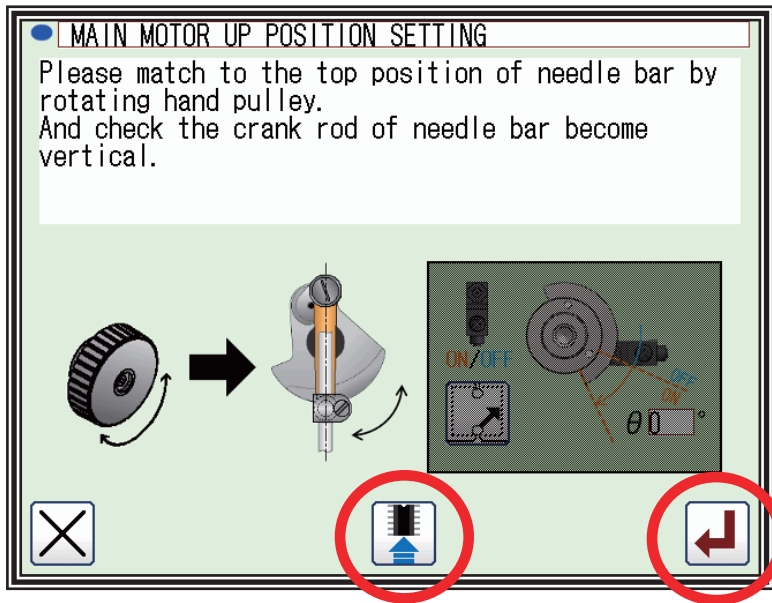 MAIN MOTOR UP POSITION SETTING
Please match to the top position of needle bar by
rotating hand pulley.
And check the crank rod of needle bar become
vertical.
ON/OFF
OFF
ON
θ 0 °